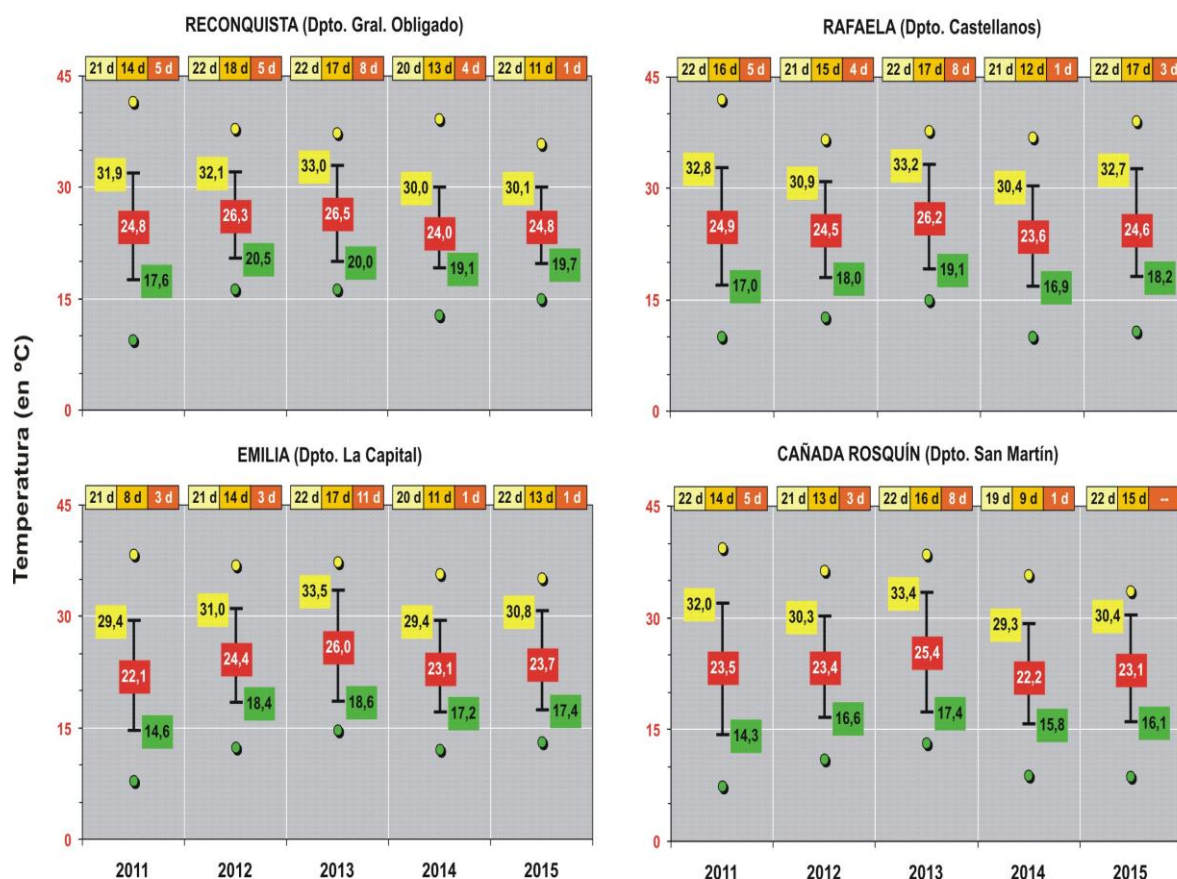 RECONQUISTA (Dpto. Gral. Obligado)
21 d 14 d 5 d 22 d 18 d 5 d 22 d 17 d 8 d 20 d 13 d 4 d 22 d 11 d 1 d
45
30
15
0
31,9 32,1 33,0 30,0 30,1
24,8 26,3 26,5 24,0 24,8
17,6 20,5 20,0 19,1 19,7
RAFAELA (Dpto. Castellanos)
22 d 16 d 5 d 21 d 15 d 4 d 22 d 17 d 8 d 21 d 12 d 1 d 22 d 17 d 3 d
45
30
15
0
32,8 30,9 33,2 30,4 32,7
24,9 24,5 26,2 23,6 24,6
17,0 18,0 19,1 16,9 18,2
Temperatura (en ºC)
EMILIA (Dpto. La Capital)
21 d 8 d 3 d 21 d 14 d 3 d 22 d 17 d 11 d 20 d 11 d 1 d 22 d 13 d 1 d
45
30
15
0
29,4 31,0 33,5 29,4 30,8
22,1 24,4 26,0 23,1 23,7
14,6 18,4 18,6 17,2 17,4
2011 2012 2013 2014 2015
CAÑADA ROSQUÍN (Dpto. San Martín)
22 d 14 d 5 d 21 d 13 d 3 d 22 d 16 d 8 d 19 d 9 d 1 d 22 d 15 d --
45
30
15
0
32,0 30,3 33,4 29,3 30,4
23,5 23,4 25,4 22,2 23,1
14,3 16,6 17,4 15,8 16,1
2011 2012 2013 2014 2015